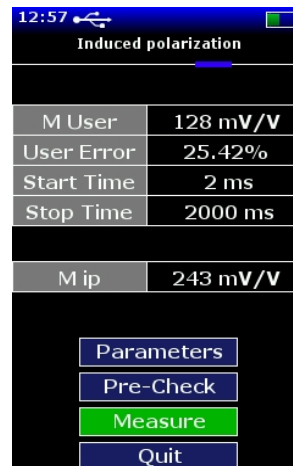 12:57
Induced polarization
M User 128 mV/V
User Error 25.42%
Start Time 2 ms
Stop Time 2000 ms
M ip 243 mV/V
Parameters
Pre-Check
Measure
Quit